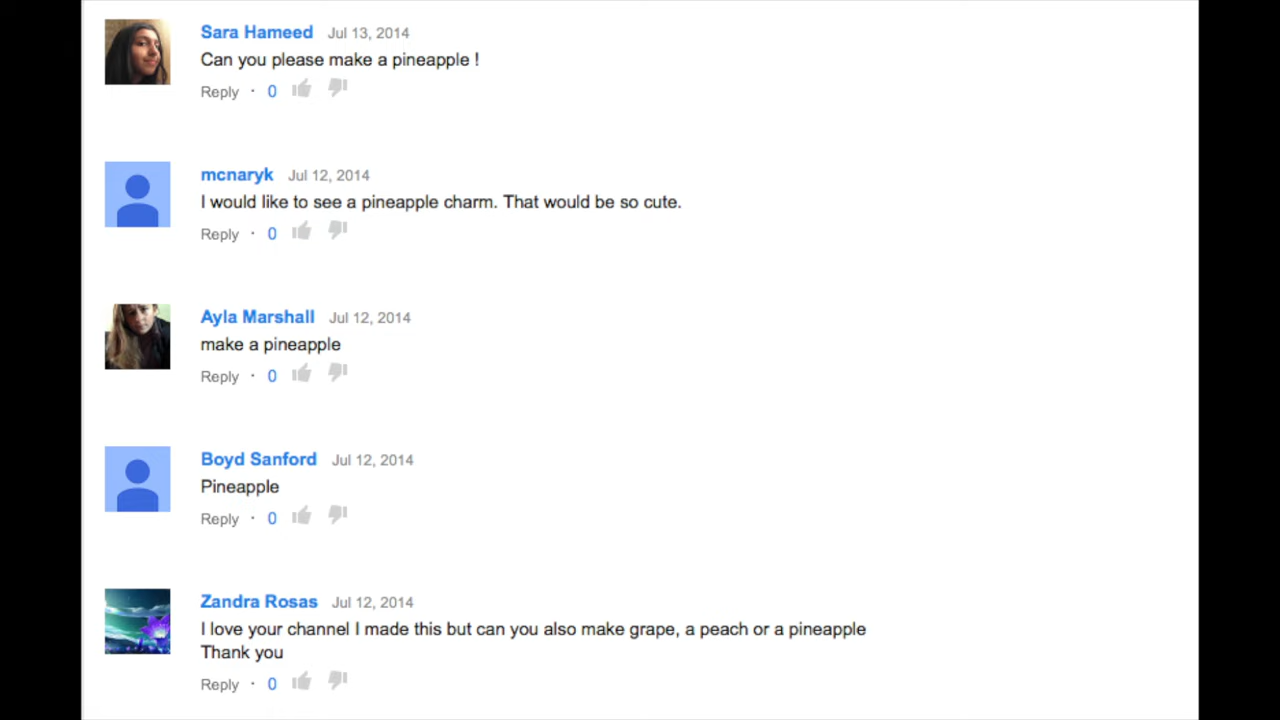 Sara Hameed Jul 13, 2014
Can you please make a pineapple !
Reply · 0
mcnaryk Jul 12, 2014
I would like to see a pineapple charm. That would be so cute.
Reply · 0
Ayla Marshall Jul 12, 2014
make a pineapple
Reply · 0
Boyd Sanford Jul 12, 2014
Pineapple
Reply · 0
Zandra Rosas Jul 12, 2014
I love your channel I made this but can you also make grape, a peach or a pineapple
Thank you
Reply · 0